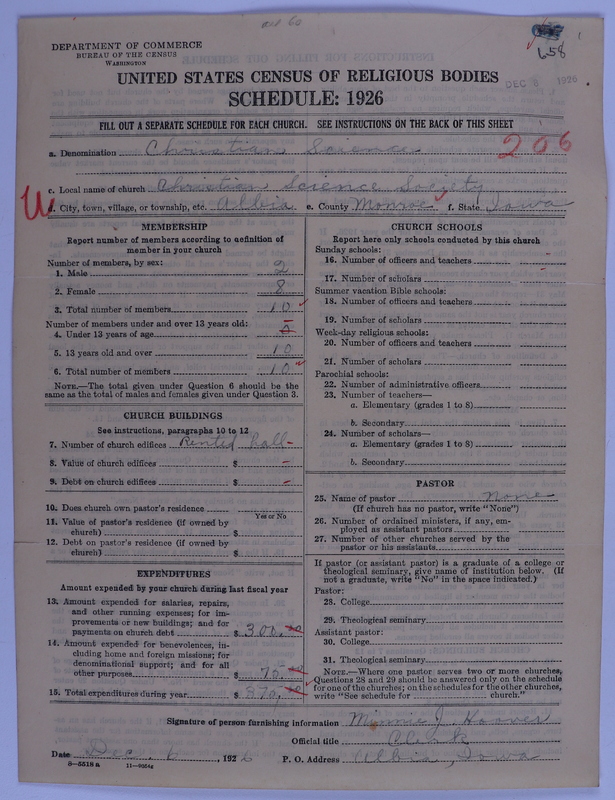 DEPARTMENT OF COMMERCE
BUREAU OF THE CENSUS
WASHINGTON
658
UNITED STATES CENSUS OF RELIGIOUS BODIES
DEC 8 1926
SCHEDULE: 1926
FILL OUT A SEPARATE SCHEDULE FOR EACH CHURCH. SEE INSTRUCTIONS ON THE BACK OF THIS SHEET
a. Denomination Christian Science
206
c. Local name of church Christian Science Society
d. City, town, village, or township, etc. Albia e. County Monroe f. State Iowa
MEMBERSHIP
Report number of members according to definition of
member in your church
Number of members, by sex:
1. Male 2
2. Female 8
3. Total number of members 10
Number of members under and over 13 years old:
4. Under 13 years of age
5. 13 years old and over 10
6. Total number of members 10
NOTE.—The total given under Question 6 should be
the same as the total of males and females given under Question 3.
CHURCH BUILDINGS
See instructions, paragraphs 10 to 12
7. Number of church edifices Rented hall –
8. Value of church edifices $ –
9. Debt on church edifices $ –
10. Does church own pastor's residence
Yes or No
11. Value of pastor's residence (if owned by
church) $
12. Debt on pastor's residence (if owned by
church) $
EXPENDITURES
Amount expended by your church during last fiscal year
13. Amount expended for salaries, repairs,
and other running expenses; for im-
provements or new buildings; and for
payments on church debt $ 300.
14. Amount expended for benevolences, in-
cluding home and foreign missions; for
denominational support; and for all
other purposes $
15. Total expenditures during year $ 370.
CHURCH SCHOOLS
Report here only schools conducted by this church
Sunday schools:
16. Number of officers and teachers –
17. Number of scholars –
Summer vacation Bible schools:
18. Number of officers and teachers
19. Number of scholars
Week-day religious schools:
20. Number of officers and teachers
21. Number of scholars
Parochial schools:
22. Number of administrative officers
23. Number of teachers—
a. Elementary (grades 1 to 8)
b. Secondary
24. Number of scholars—
a. Elementary (grades 1 to 8)
b. Secondary
PASTOR
25. Name of pastor none
(If church has no pastor, write "None")
26. Number of ordained ministers, if any, em-
ployed as assistant pastors
27. Number of other churches served by the
pastor or his assistants
If pastor (or assistant pastor) is a graduate of a college or
theological seminary, give name of institution below. (If
not a graduate, write "No" in the space indicated.)
Pastor:
28. College
29. Theological seminary
Assistant pastor:
30. College
31. Theological seminary
NOTE.—Where one pastor serves two or more churches,
Questions 28 and 29 should be answered only on the schedule
for one of the churches; on the schedules for the other churches,
write "See schedule for church."
Signature of person furnishing information Minnie J. Hoover
Official title Clerk
Date Dec. 6, 1926 P. O. Address Albia, Iowa
8—5518 a